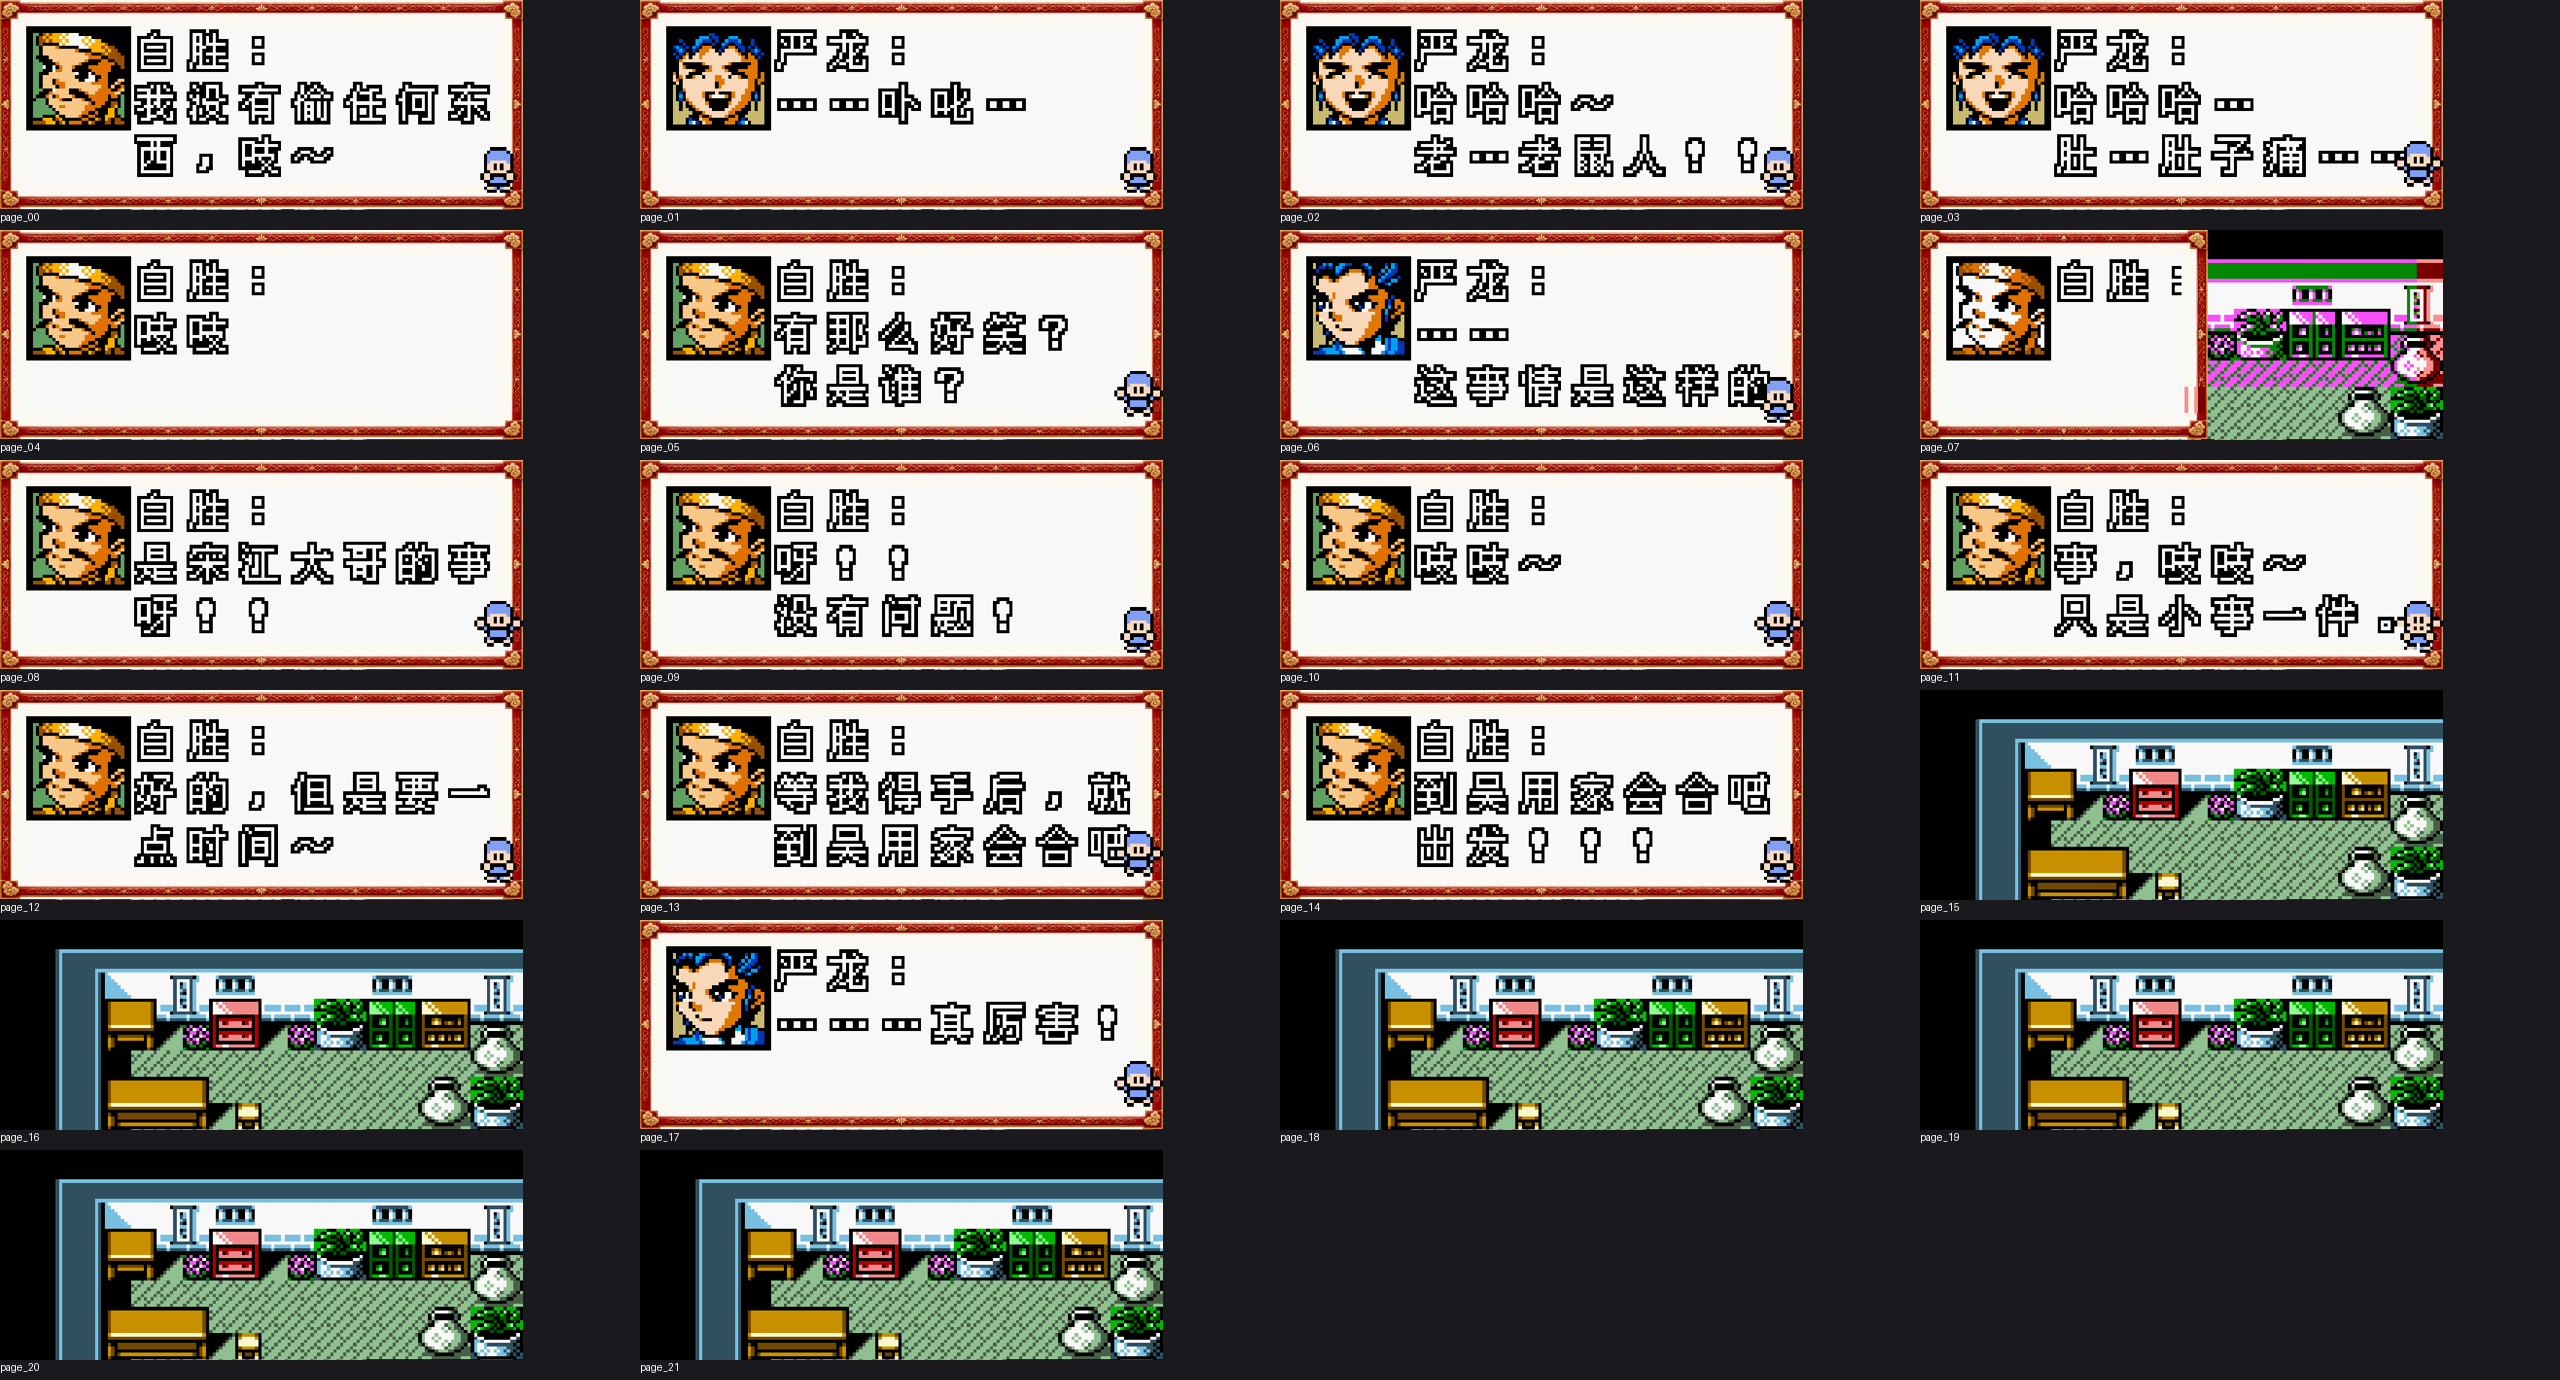 白胜：
我没有偷任何东
西，吱～
page_00
严龙：
……卟叱…
page_01
严龙：
哈哈哈～
老…老鼠人！！
page_02
严龙：
哈哈哈…
肚…肚子痛……
page_03
白胜：
吱吱
page_04
白胜：
有那么好笑？
你是谁？
page_05
严龙：
……
这事情是这样的
page_06
白胜：
page_07
白胜：
是宋江大哥的事
呀！！
page_08
白胜：
呀！！
没有问题！
page_09
白胜：
吱吱～
page_10
白胜：
事，吱吱～
只是小事一件。
page_11
白胜：
好的，但是要一
点时间～
page_12
白胜：
等我得手后，就
到吴用家会合吧
page_13
白胜：
到吴用家会合吧
出发！！！
page_14
page_15
page_16
严龙：
………真厉害！
page_17
page_18
page_19
page_20
page_21